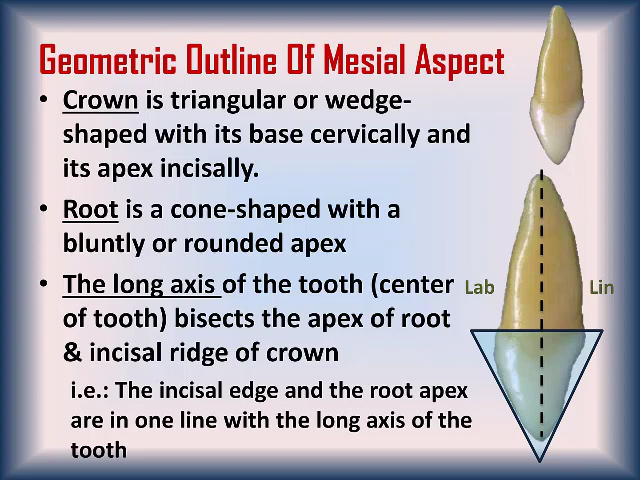 Geometric Outline Of Mesial Aspect
• Crown is triangular or wedge-
shaped with its base cervically and
its apex incisally.
• Root is a cone-shaped with a
bluntly or rounded apex
• The long axis of the tooth (center
of tooth) bisects the apex of root
& incisal ridge of crown
i.e.: The incisal edge and the root apex
are in one line with the long axis of the
tooth
Lab
Lin